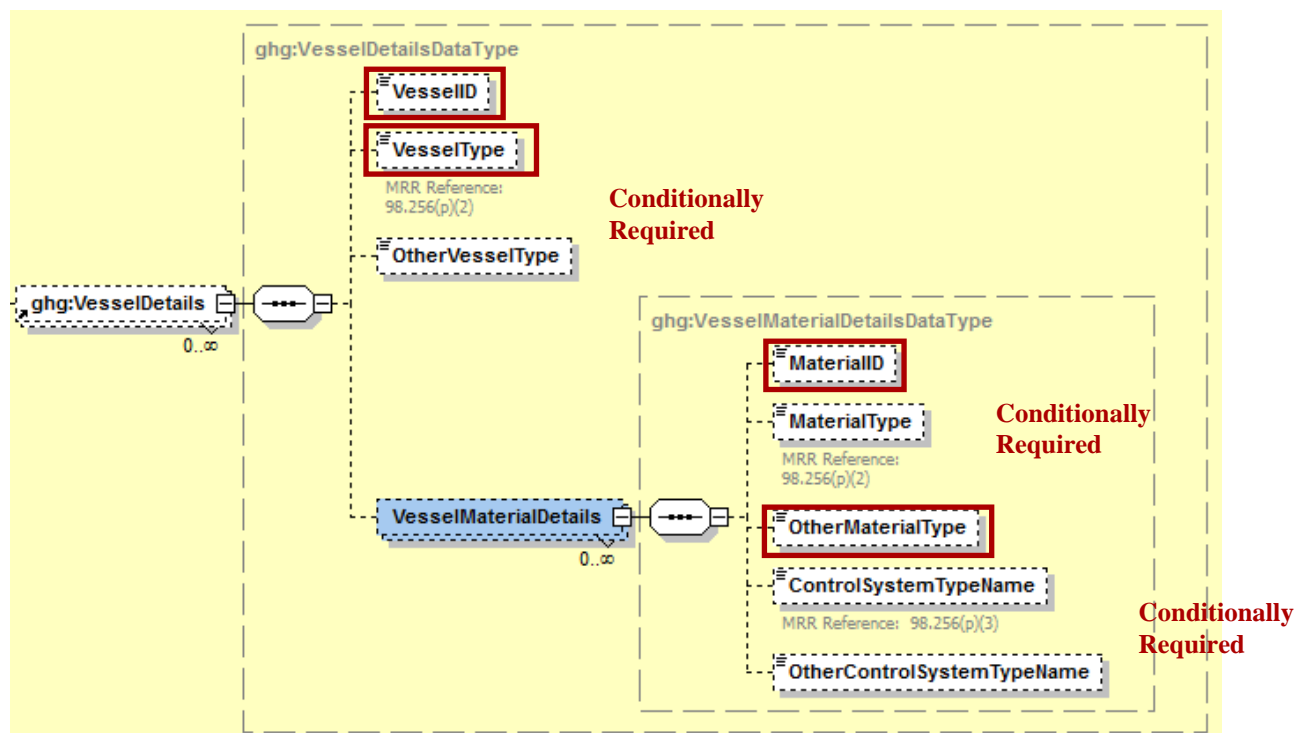 ghg:VesselDetailsDataType
VesselID
VesselType
MRR Reference:
98.256(p)(2)
Conditionally
Required
OtherVesselType
ghg:VesselDetails
0..∞
ghg:VesselMaterialDetailsDataType
MaterialID
MaterialType
MRR Reference:
98.256(p)(2)
Conditionally
Required
VesselMaterialDetails
0..∞
OtherMaterialType
ControlSystemTypeName
MRR Reference: 98.256(p)(3)
Conditionally
Required
OtherControlSystemTypeName